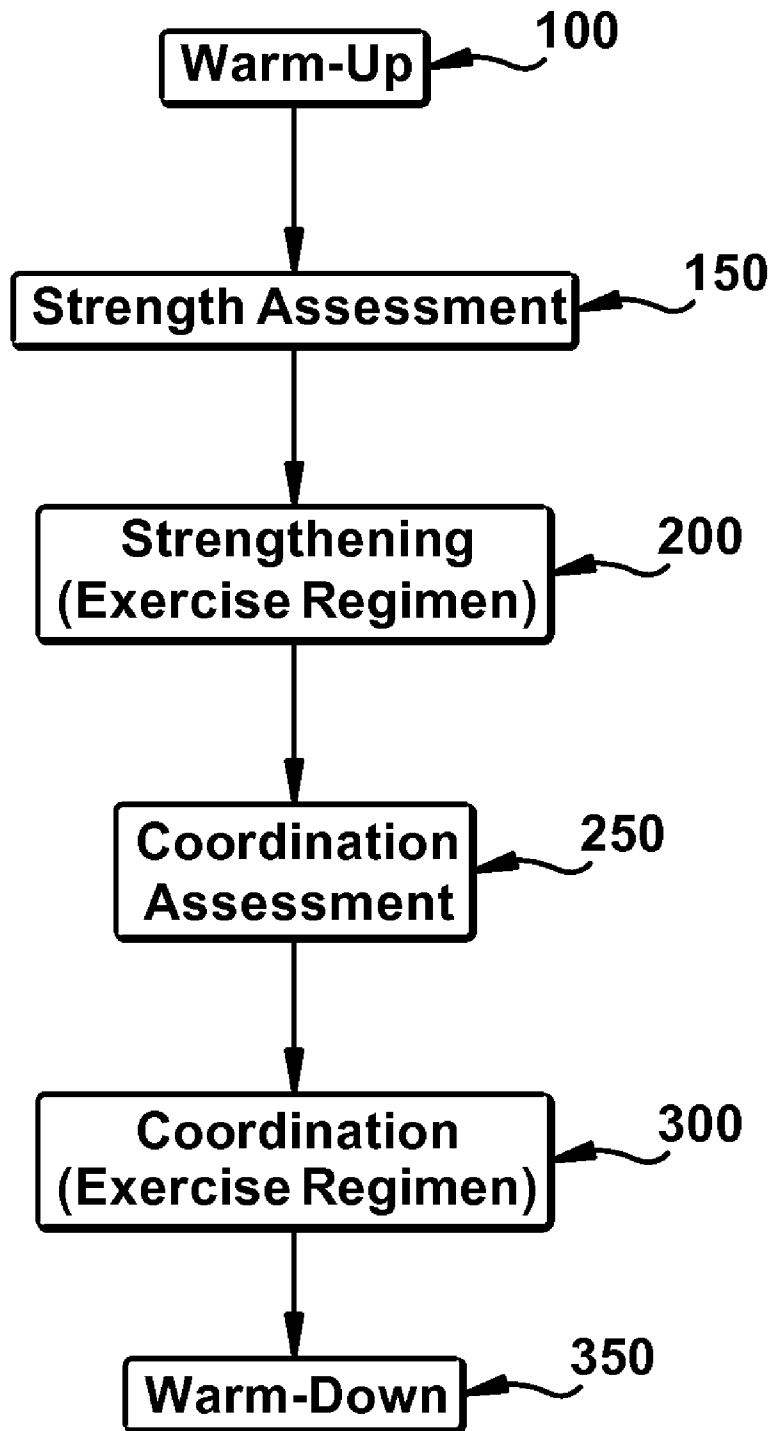 100
Warm-Up
150
Strength Assessment
Strengthening
(Exercise Regimen)
200
Coordination
Assessment
250
Coordination
(Exercise Regimen)
300
Warm-Down
350